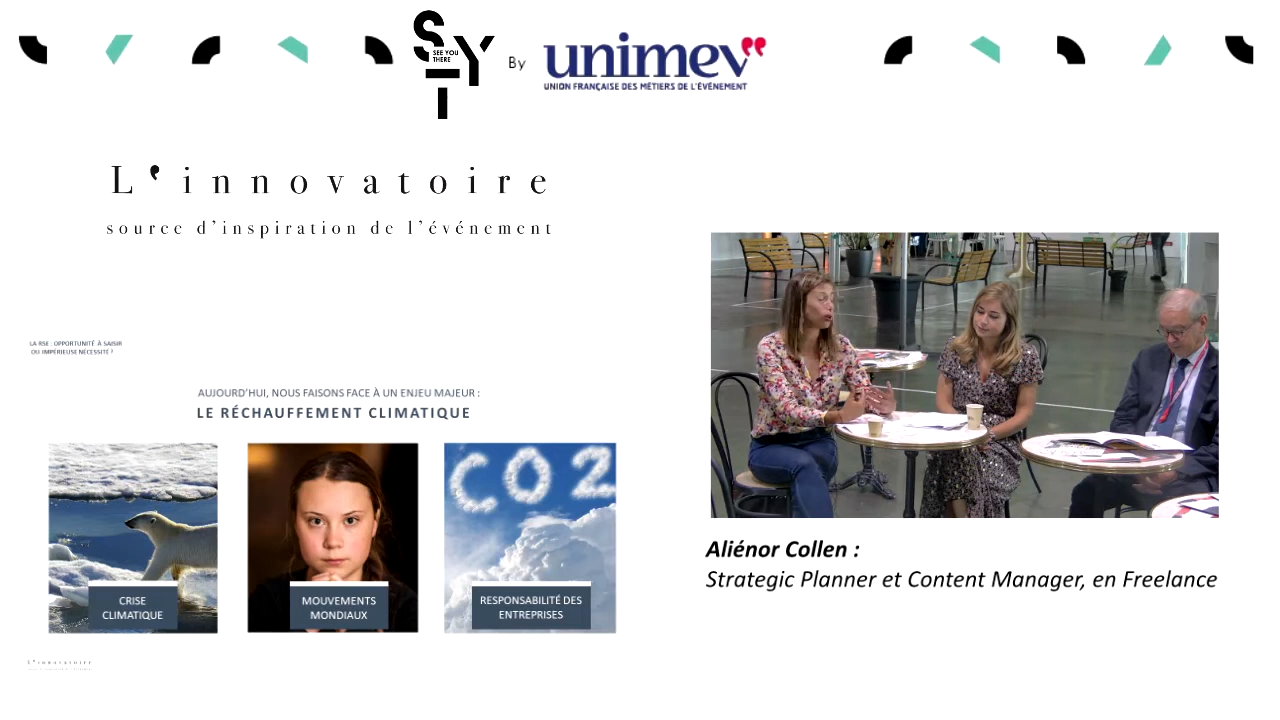 SEE YOU
THERE
By
unimev
UNION FRANÇAISE DES MÉTIERS DE L'ÉVÉNEMENT
L'innovatoire
source d'inspiration de l'événement
LA RSE : OPPORTUNITÉ À SAISIR
OU IMPÉRIEUSE NÉCESSITÉ ?
AUJOURD'HUI, NOUS FAISONS FACE À UN ENJEU MAJEUR :
LE RÉCHAUFFEMENT CLIMATIQUE
CO2
CRISE
CLIMATIQUE
MOUVEMENTS
MONDIAUX
RESPONSABILITÉ DES
ENTREPRISES
Aliénor Collen :
Strategic Planner et Content Manager, en Freelance
L'innovatoire